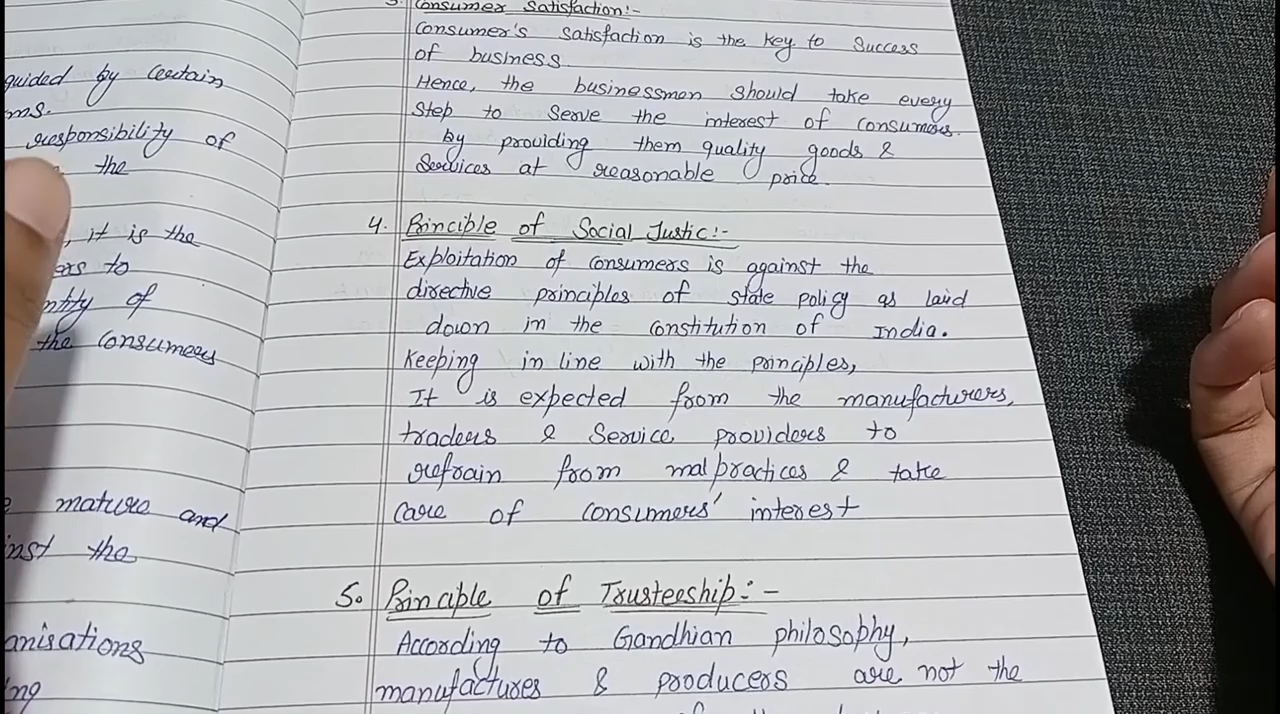 guided by certain
ms.
responsibility of
the
, it is the
ers to
ntity of
the consumers
mature and
inst the
anisations
ng
3. Consumer Satisfaction:-
Consumer's satisfaction is the key to success
of business.
Hence, the businessmen should take every
step to serve the interest of consumers.
by providing them quality goods &
services at reasonable price.
4. Principle of Social Justic:-
Exploitation of consumers is against the
directive principles of state policy as laid
down in the constitution of India.
Keeping in line with the principles,
It is expected from the manufacturers,
traders & service providers to
refrain from malpractices & take
care of consumers' interest
5. Principle of Trusteeship:-
According to Gandhian philosophy,
manufactures & producers are not the